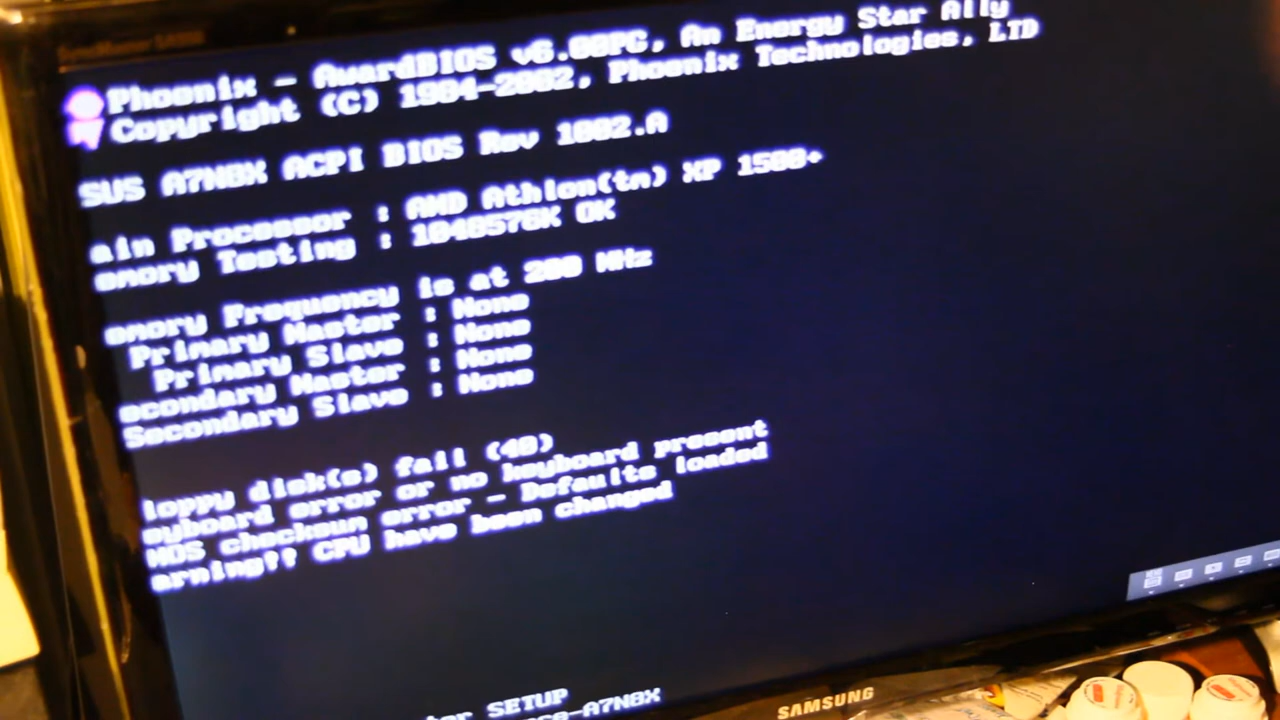 Phoenix - AwardBIOS v6.00PG, An Energy Star Ally
Copyright (C) 1984-2002, Phoenix Technologies, LTD
SUS A7N8X ACPI BIOS Rev 1002.A
ain Processor : AMD Athlon(tm) XP 1500+
emory Testing : 1048576K OK
emory Frequency is at 200 MHz
Primary Master : None
Primary Slave : None
econdary Master : None
Secondary Slave : None
loppy disk(s) fail (40)
eyboard error or no keyboard present
MOS checksum error - Defaults loaded
arning!! CPU have been changed
SETUP
A7N8X
SAMSUNG